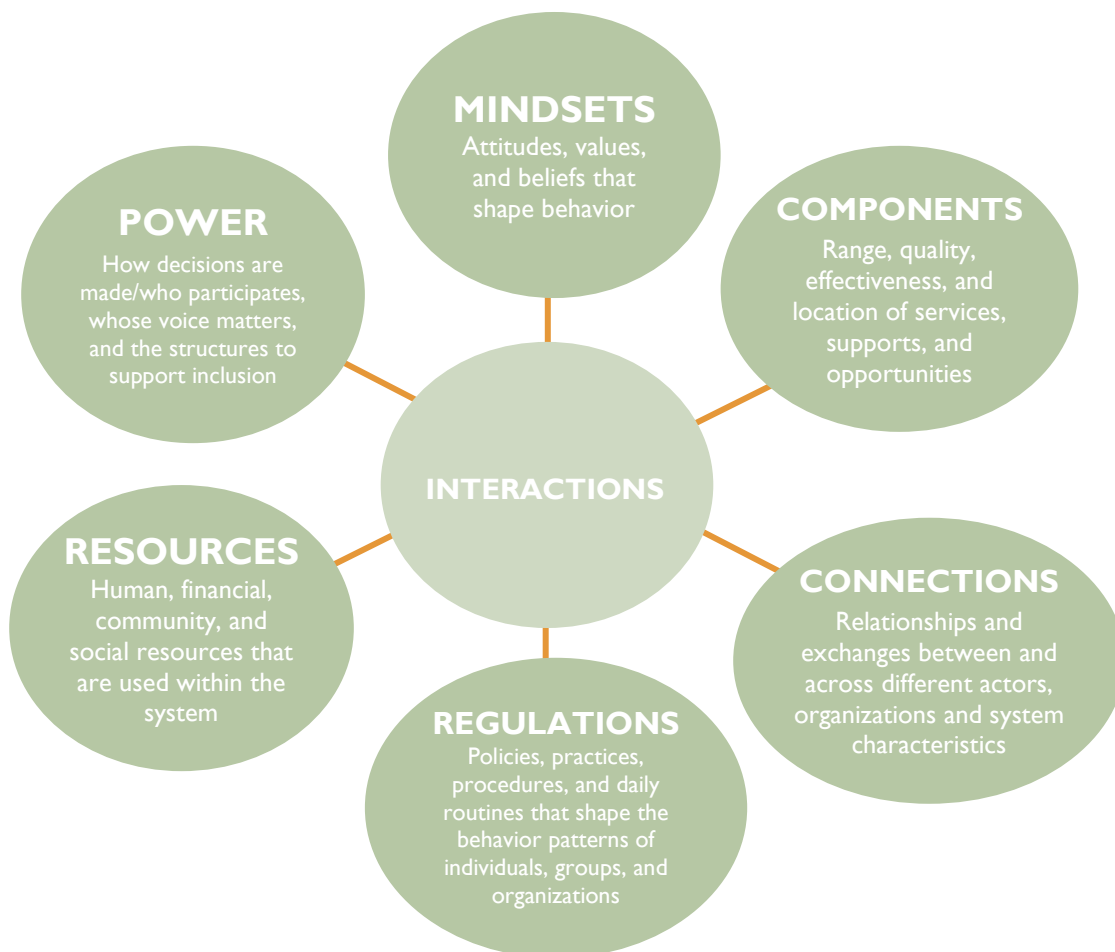 MINDSETS
Attitudes, values,
and beliefs that
shape behavior
COMPONENTS
Range, quality,
effectiveness, and
location of services,
supports, and
opportunities
CONNECTIONS
Relationships and
exchanges between and
across different actors,
organizations and system
characteristics
REGULATIONS
Policies, practices,
procedures, and daily
routines that shape the
behavior patterns of
individuals, groups, and
organizations
RESOURCES
Human, financial,
community, and
social resources that
are used within the
system
POWER
How decisions are
made/who participates,
whose voice matters,
and the structures to
support inclusion
INTERACTIONS